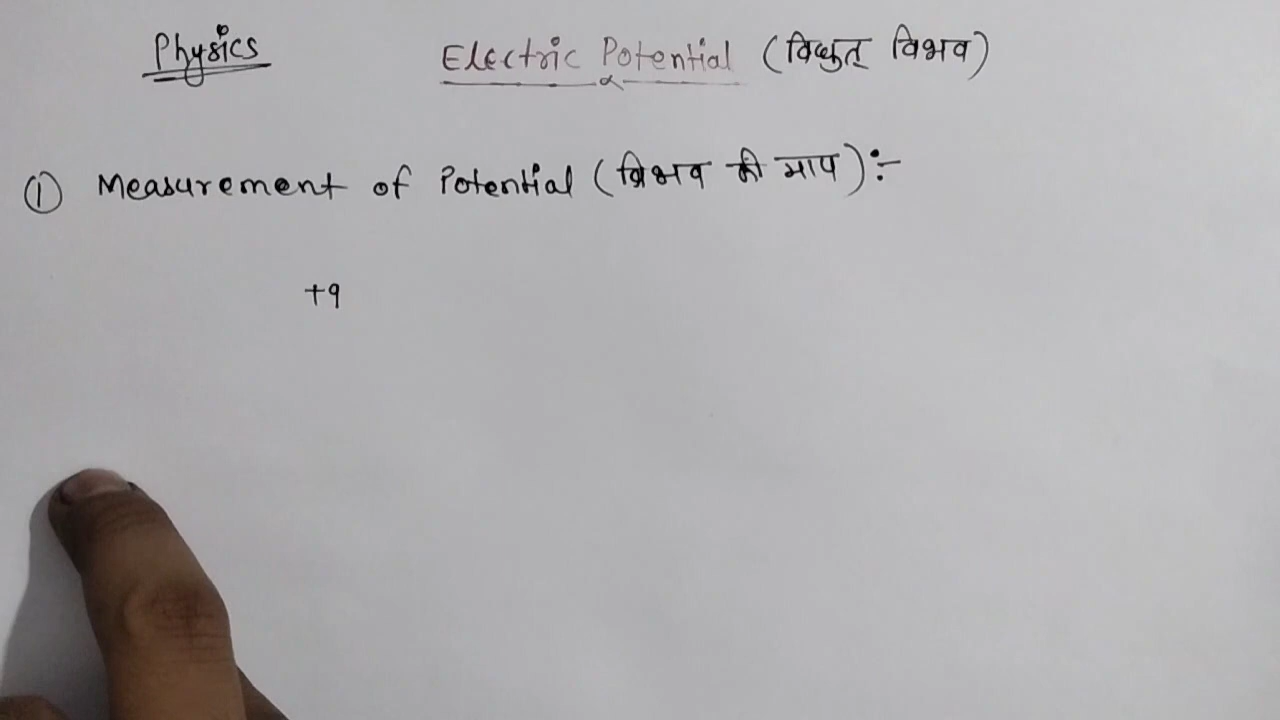 Physics
Electric Potential (विधुत् विभव)
① Measurement of Potential (विभव की माप):-
+q